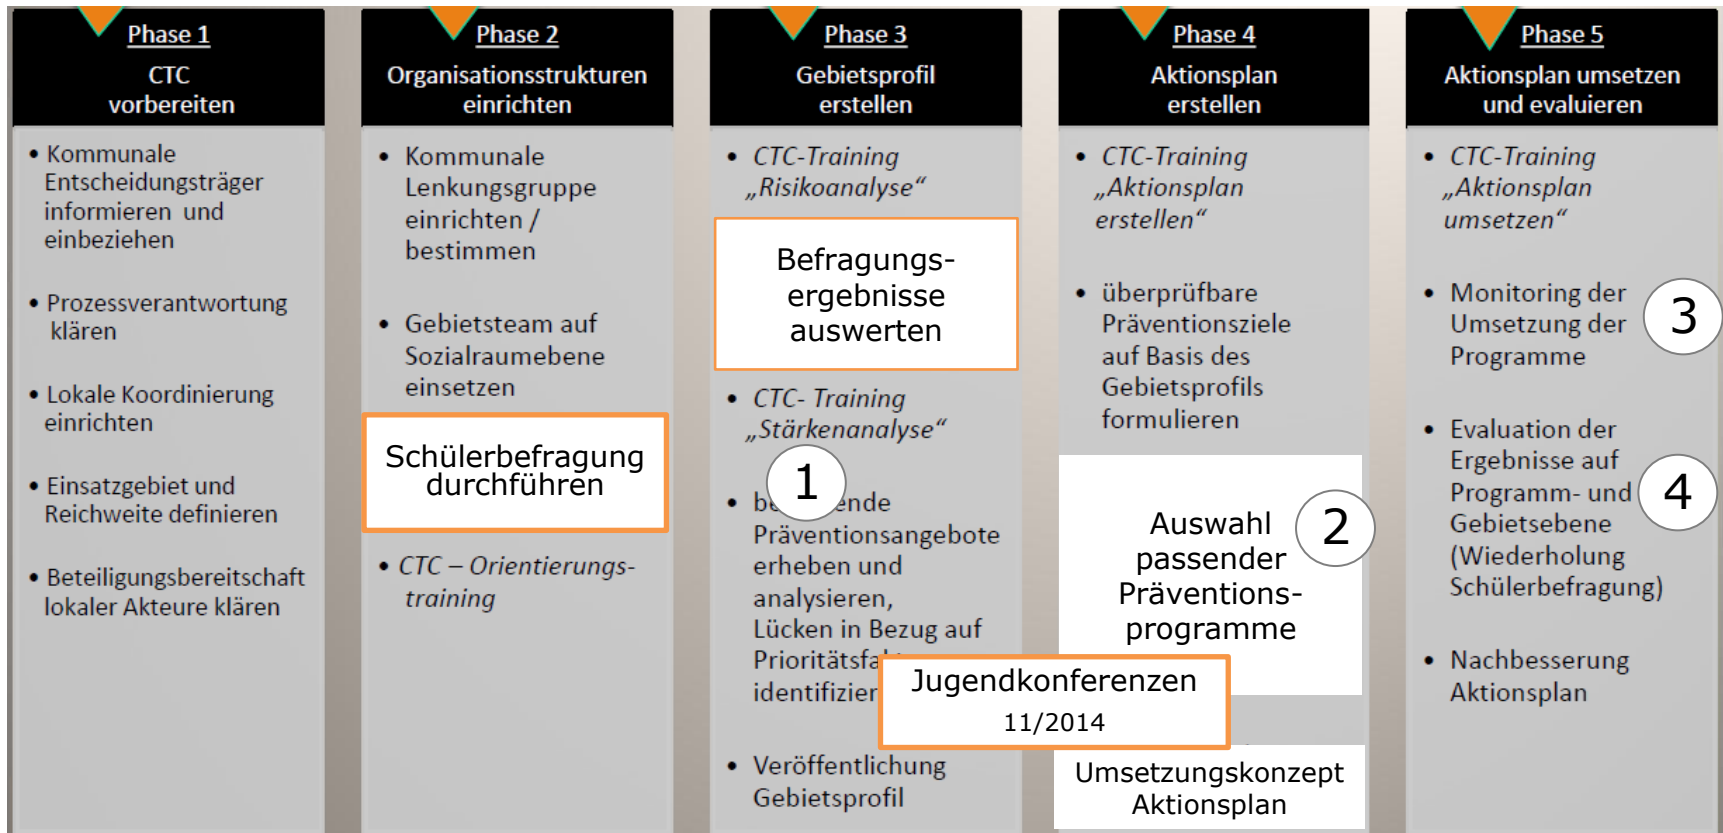 Phase 1
CTC
vorbereiten
• Kommunale
Entscheidungsträger
informieren und
einbeziehen
• Prozessverantwortung
klären
• Lokale Koordinierung
einrichten
• Einsatzgebiet und
Reichweite definieren
• Beteiligungsbereitschaft
lokaler Akteure klären
Phase 2
Organisationsstrukturen
einrichten
• Kommunale
Lenkungsgruppe
einrichten /
bestimmen
• Gebietsteam auf
Sozialraumebene
einsetzen
Schülerbefragung
durchführen
• CTC – Orientierungs-
training
Phase 3
Gebietsprofil
erstellen
• CTC-Training
„Risikoanalyse“
Befragungs-
ergebnisse
auswerten
• CTC- Training
„Stärkenanalyse“
1
•
Präventionsangebote
erheben und
analysieren,
Lücken in Bezug auf
Jugendkonferenzen
11/2014
• Veröffentlichung
Gebietsprofil
Phase 4
Aktionsplan
erstellen
• CTC-Training
„Aktionsplan
erstellen“
• überprüfbare
Präventionsziele
auf Basis des
Gebietsprofils
formulieren
2
Auswahl
passender
Präventions-
programme
Umsetzungskonzept
Aktionsplan
Phase 5
Aktionsplan umsetzen
und evaluieren
• CTC-Training
„Aktionsplan
umsetzen“
• Monitoring der
Umsetzung der
Programme
3
• Evaluation der
Ergebnisse auf
Programm- und
Gebietsebene
(Wiederholung
Schülerbefragung)
4
• Nachbesserung
Aktionsplan